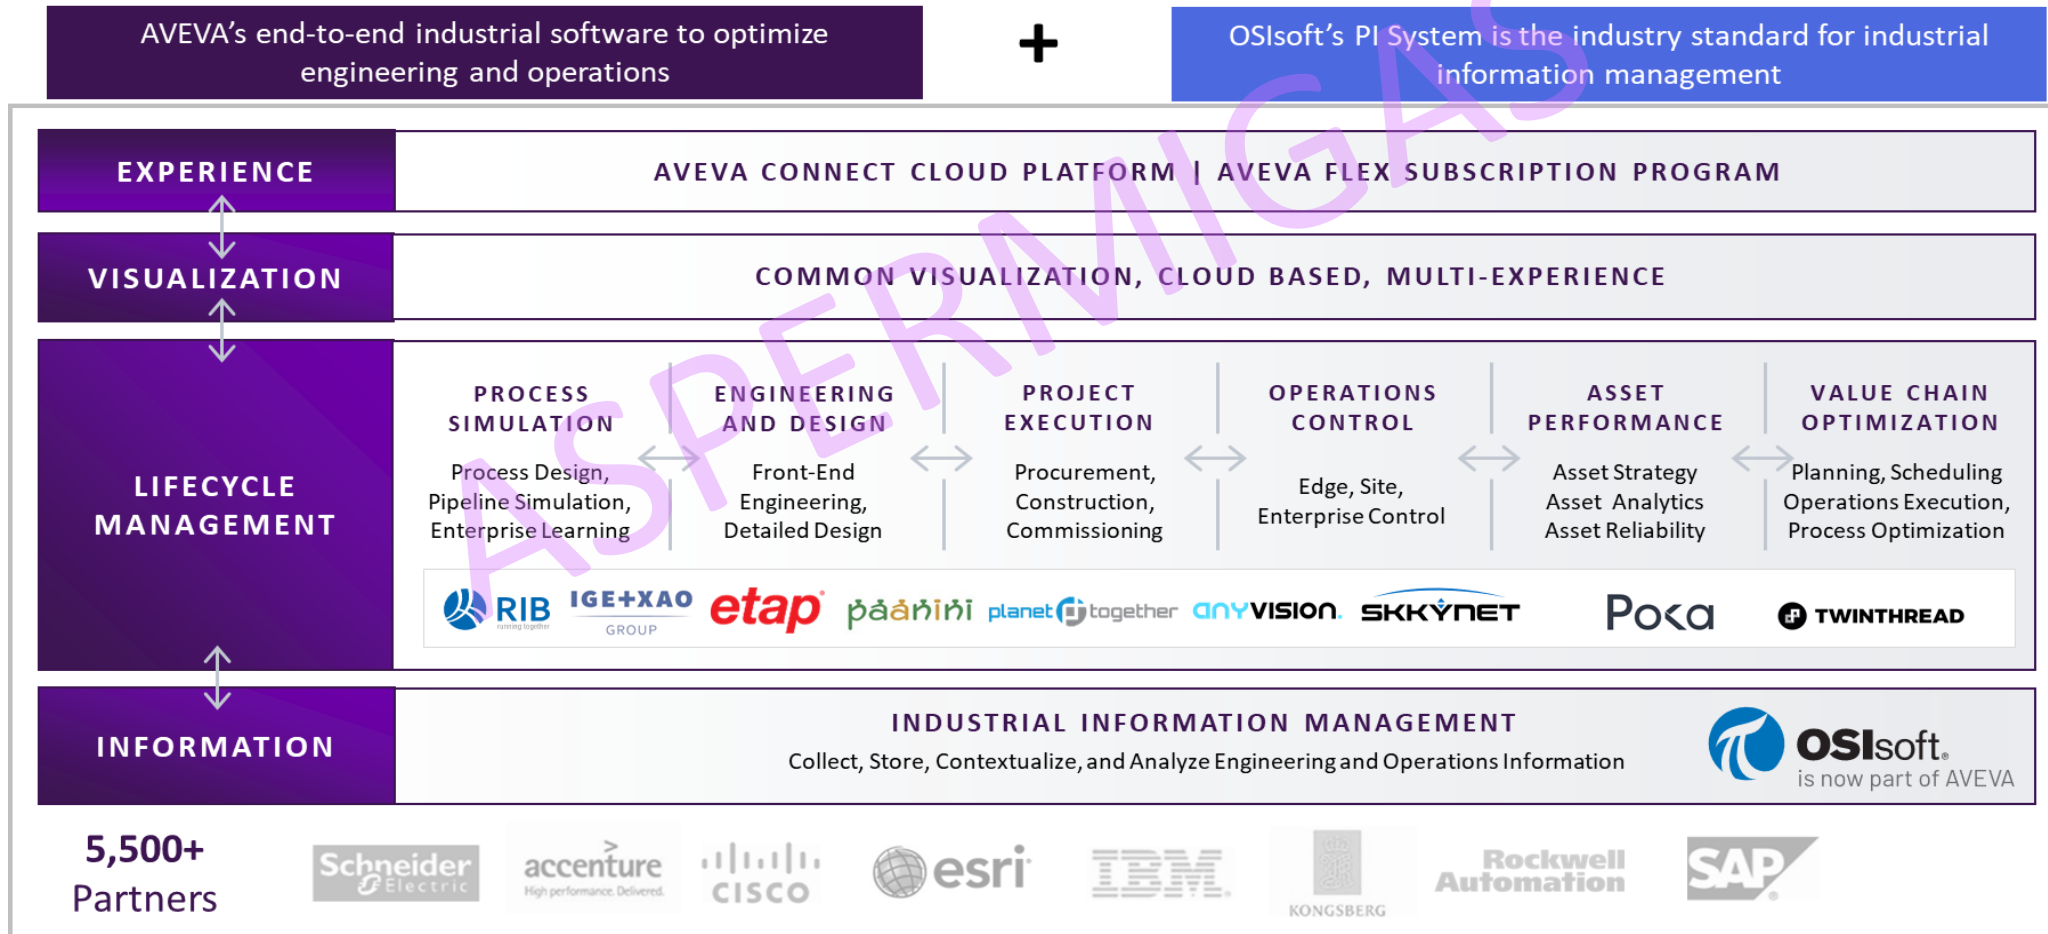 AVEVA's end-to-end industrial software to optimize
engineering and operations
+
OSIsoft's PI System is the industry standard for industrial
information management
EXPERIENCE
AVEVA CONNECT CLOUD PLATFORM | AVEVA FLEX SUBSCRIPTION PROGRAM
VISUALIZATION
COMMON VISUALIZATION, CLOUD BASED, MULTI-EXPERIENCE
LIFECYCLE
MANAGEMENT
PROCESS
SIMULATION
Process Design,
Pipeline Simulation,
Enterprise Learning
ENGINEERING
AND DESIGN
Front-End
Engineering,
Detailed Design
PROJECT
EXECUTION
Procurement,
Construction,
Commissioning
OPERATIONS
CONTROL
Edge, Site,
Enterprise Control
ASSET
PERFORMANCE
Asset Strategy
Asset Analytics
Asset Reliability
VALUE CHAIN
OPTIMIZATION
Planning, Scheduling
Operations Execution,
Process Optimization
RIB
running together
IGE+XAO
GROUP
etap
paanini
planet together
anyvision.
SKKYNET
Poka
TWINTHREAD
INFORMATION
INDUSTRIAL INFORMATION MANAGEMENT
Collect, Store, Contextualize, and Analyze Engineering and Operations Information
OSIsoft.
is now part of AVEVA
5,500+
Partners
Schneider
Electric
accenture
High performance. Delivered.
CISCO
esri
IBM
KONGSBERG
Rockwell
Automation
SAP
ASPERMIGAS